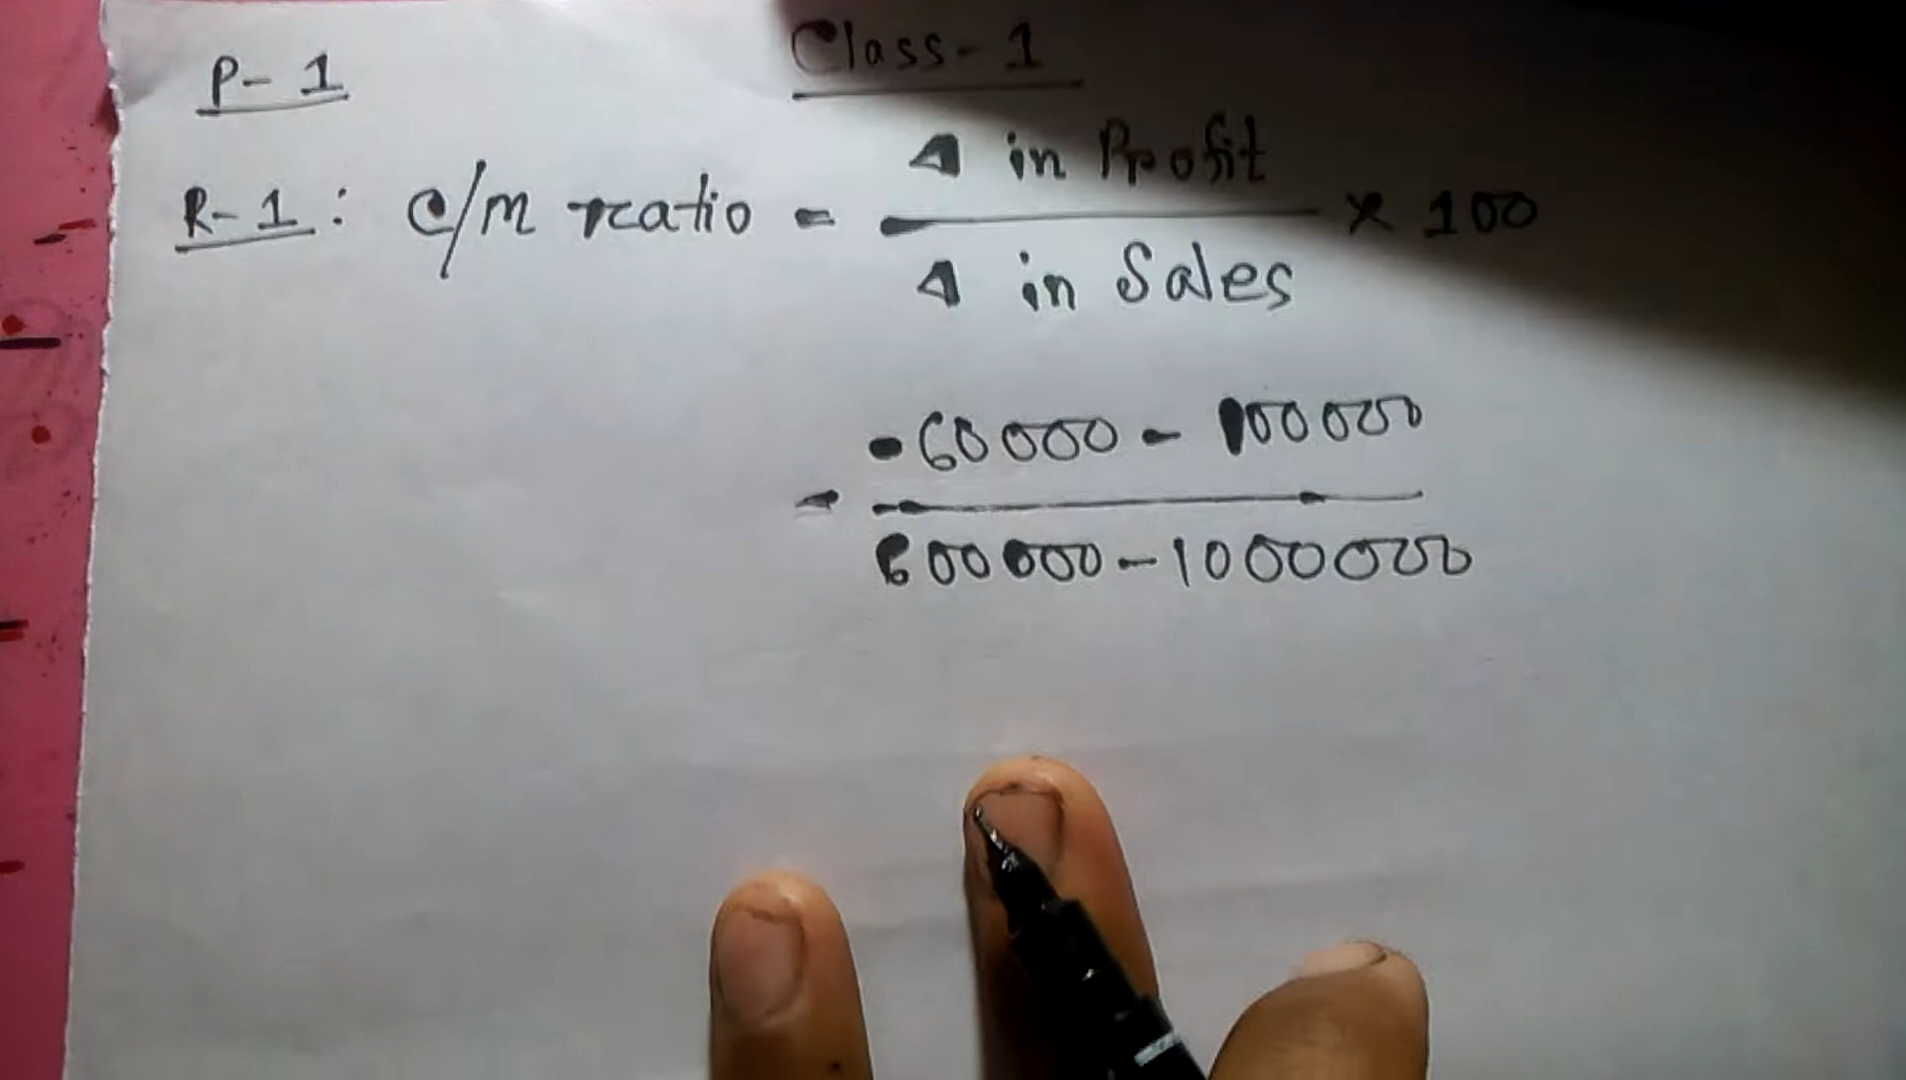 P-1
Class-1
R-1: C/M ratio = Δ in Profit / Δ in Sales × 100
= -60000 - 100000 / 600000 - 1000000